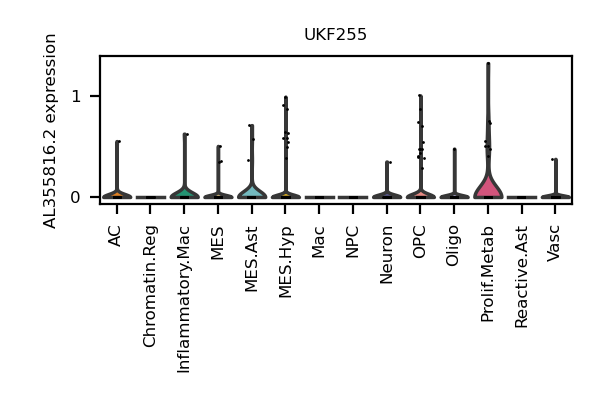 UKF255
AL355816.2 expression
1
0
AC
Chromatin.Reg
Inflammatory.Mac
MES
MES.Ast
MES.Hyp
Mac
NPC
Neuron
OPC
Oligo
Prolif.Metab
Reactive.Ast
Vasc